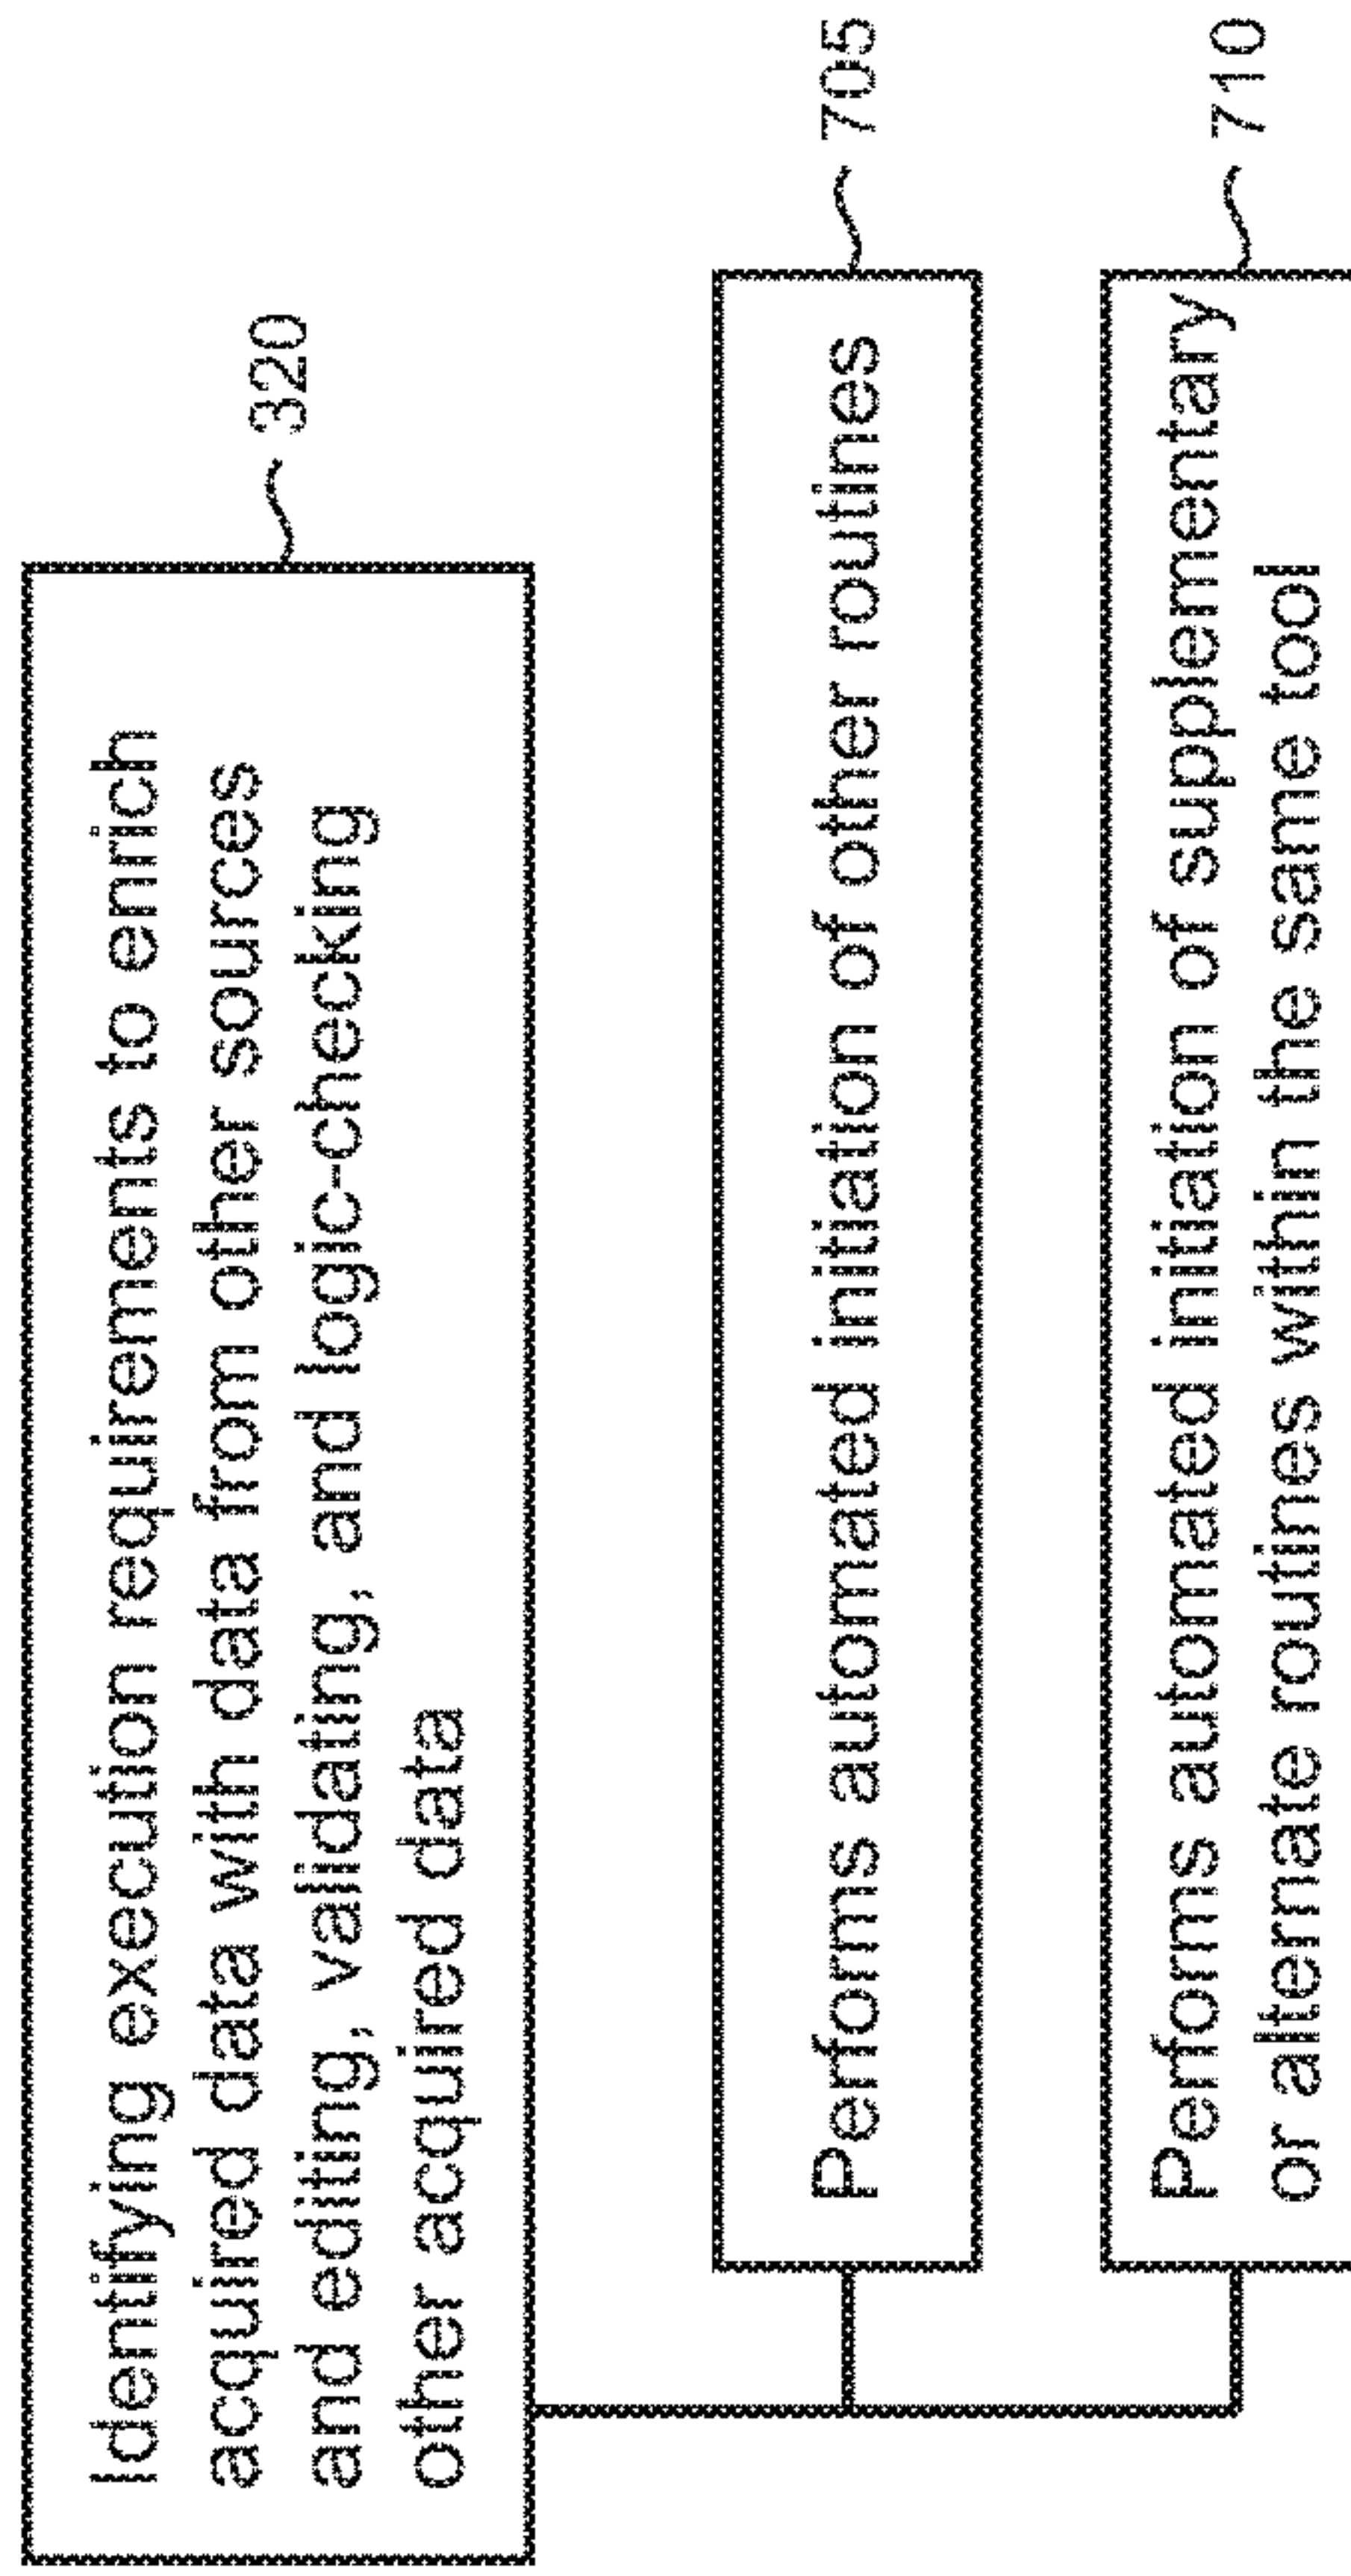 Identifying execution requirements to enrich
acquired data with data from other sources
and editing, validating, and logic-checking
other acquired data
320
Performs automated initiation of other routines
705
Performs automated initiation of supplementary
or alternate routines within the same tool
710